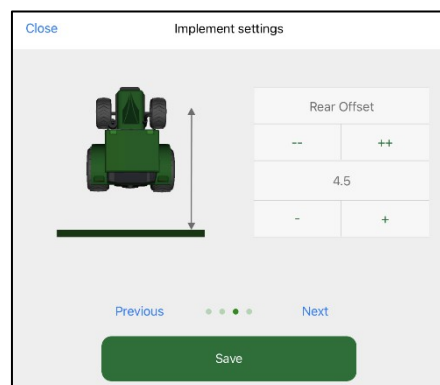 Close Implement settings
Rear Offset
-- ++
4.5
- +
Previous Next
Save